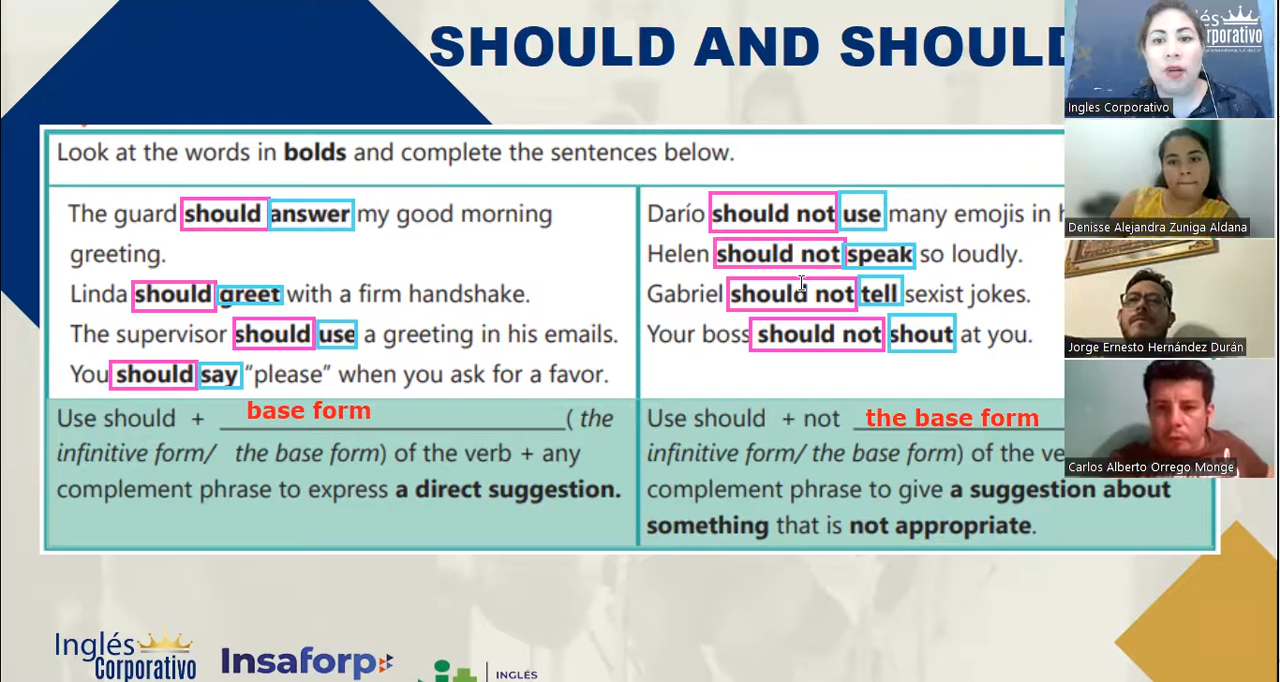 SHOULD AND SHOULD
Look at the words in bolds and complete the sentences below.
The guard should answer my good morning
greeting.
Linda should greet with a firm handshake.
The supervisor should use a greeting in his emails.
You should say “please” when you ask for a favor.
Darío should not use many emojis in h
Helen should not speak so loudly.
Gabriel should not tell sexist jokes.
Your boss should not shout at you.
Use should + base form ( the
infinitive form/ the base form) of the verb + any
complement phrase to express a direct suggestion.
Use should + not the base form
infinitive form/ the base form) of the ve
complement phrase to give a suggestion about
something that is not appropriate.
Ingles Corporativo
Denisse Alejandra Zuniga Aldana
Jorge Ernesto Hernández Durán
Carlos Alberto Orrego Monge
Inglés
Corporativo
Insaforp
INGLÉS